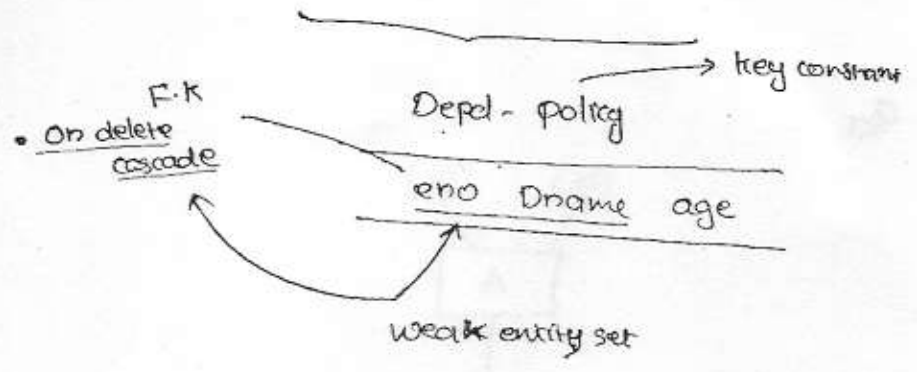 key constraint
F.K
Depd - policy
• On delete
cascade
eno Dname age
weak entity set